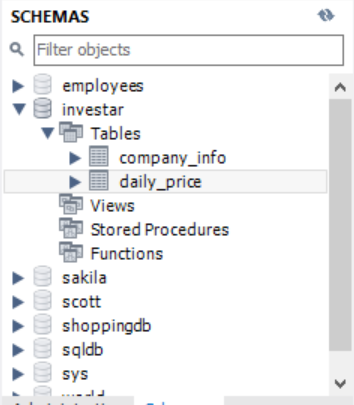 SCHEMAS
Filter objects
employees
investar
Tables
company_info
daily_price
Views
Stored Procedures
Functions
sakila
scott
shoppingdb
sqldb
sys